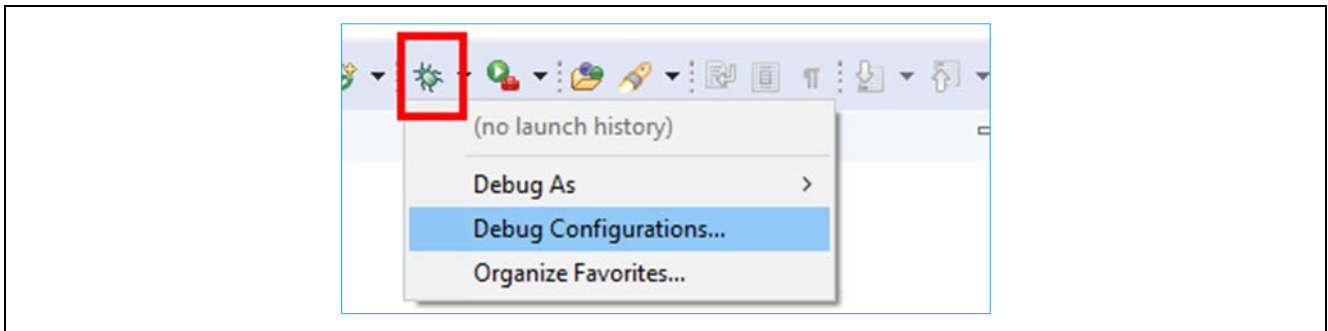 (no launch history)
Debug As
Debug Configurations...
Organize Favorites...